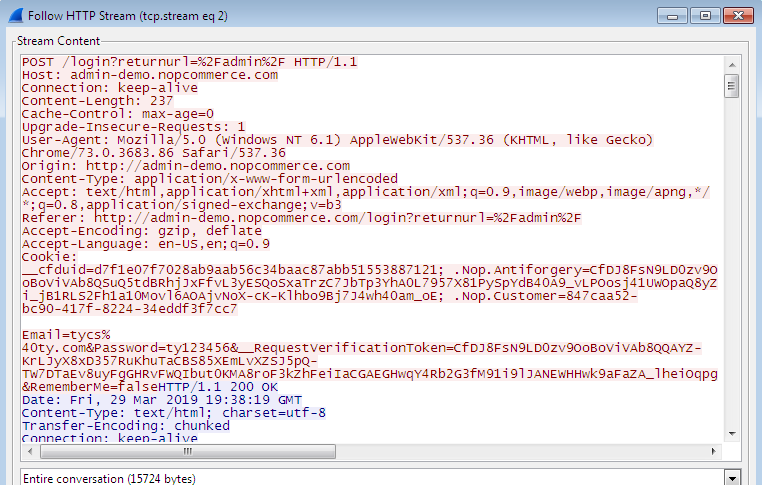 Follow HTTP Stream (tcp.stream eq 2)
Stream Content
POST /login?returnurl=%2Fadmin%2F HTTP/1.1
Host: admin-demo.nopcommerce.com
Connection: keep-alive
Content-Length: 237
Cache-Control: max-age=0
Upgrade-Insecure-Requests: 1
User-Agent: Mozilla/5.0 (Windows NT 6.1) AppleWebKit/537.36 (KHTML, like Gecko)
Chrome/73.0.3683.86 Safari/537.36
Origin: http://admin-demo.nopcommerce.com
Content-Type: application/x-www-form-urlencoded
Accept: text/html,application/xhtml+xml,application/xml;q=0.9,image/webp,image/apng,*/
*;q=0.8,application/signed-exchange;v=b3
Referer: http://admin-demo.nopcommerce.com/login?returnurl=%2Fadmin%2F
Accept-Encoding: gzip, deflate
Accept-Language: en-US,en;q=0.9
Cookie:
__cfduid=d7f1e07f7028ab9aab56c34baac87abb51553887121; .Nop.Antiforgery=CfDJ8FsN9LD0zv9O
oBoViVAb8QSuQ5tdBRhjJxFfvL3yESQoSxaTrzC7JbTp3YhAOL7957X81PySpYdB40A9_vLPOosj41UwOpaQ8yZ
i_jB1RLS2Fh1a10Movl6AOAjvNoX-cK-Klhbo9Bj7J4wh40am_oE; .Nop.Customer=847caa52-
bc90-417f-8224-34eddf3f7cc7
Email=tycs%
40ty.com&Password=ty123456&__RequestVerificationToken=CfDJ8FsN9LD0zv9OoBoViVAb8QQAYZ-
KrLJyX8xD357RuKhuTaCBS85XEmLvXZSJ5pQ-
Tw7DTaEv8uyFgGHRvFWQIbutOKMA8roF3kZhFeiIaCGAEGHwqY4Rb2G3fM91i9lJANEWHHwk9aFaZA_lheiOqpg
&RememberMe=falseHTTP/1.1 200 OK
Date: Fri, 29 Mar 2019 19:38:19 GMT
Content-Type: text/html; charset=utf-8
Transfer-Encoding: chunked
Connection: keep-alive
Entire conversation (15724 bytes)